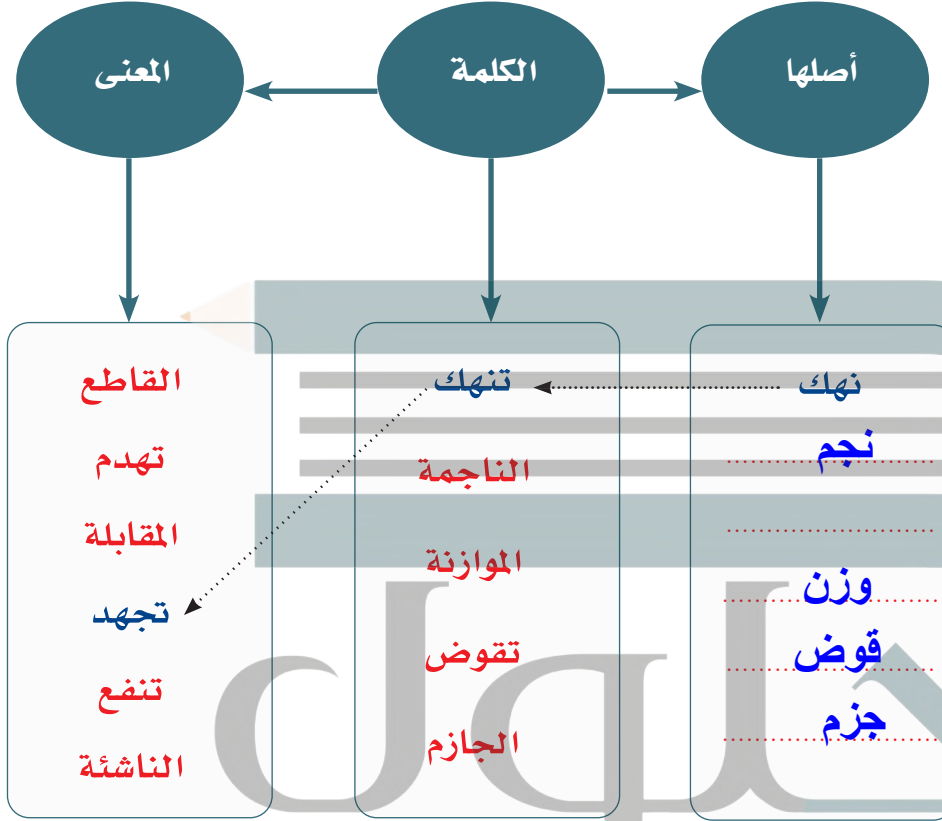 أصلها
الكلمة
المعنى
نهك
نجم
وزن
قوض
جزم
تنهك
الناجمة
الموازنة
تقوض
الجازم
القاطع
تهدم
المقابلة
تجهد
تنفع
الناشئة
حلول